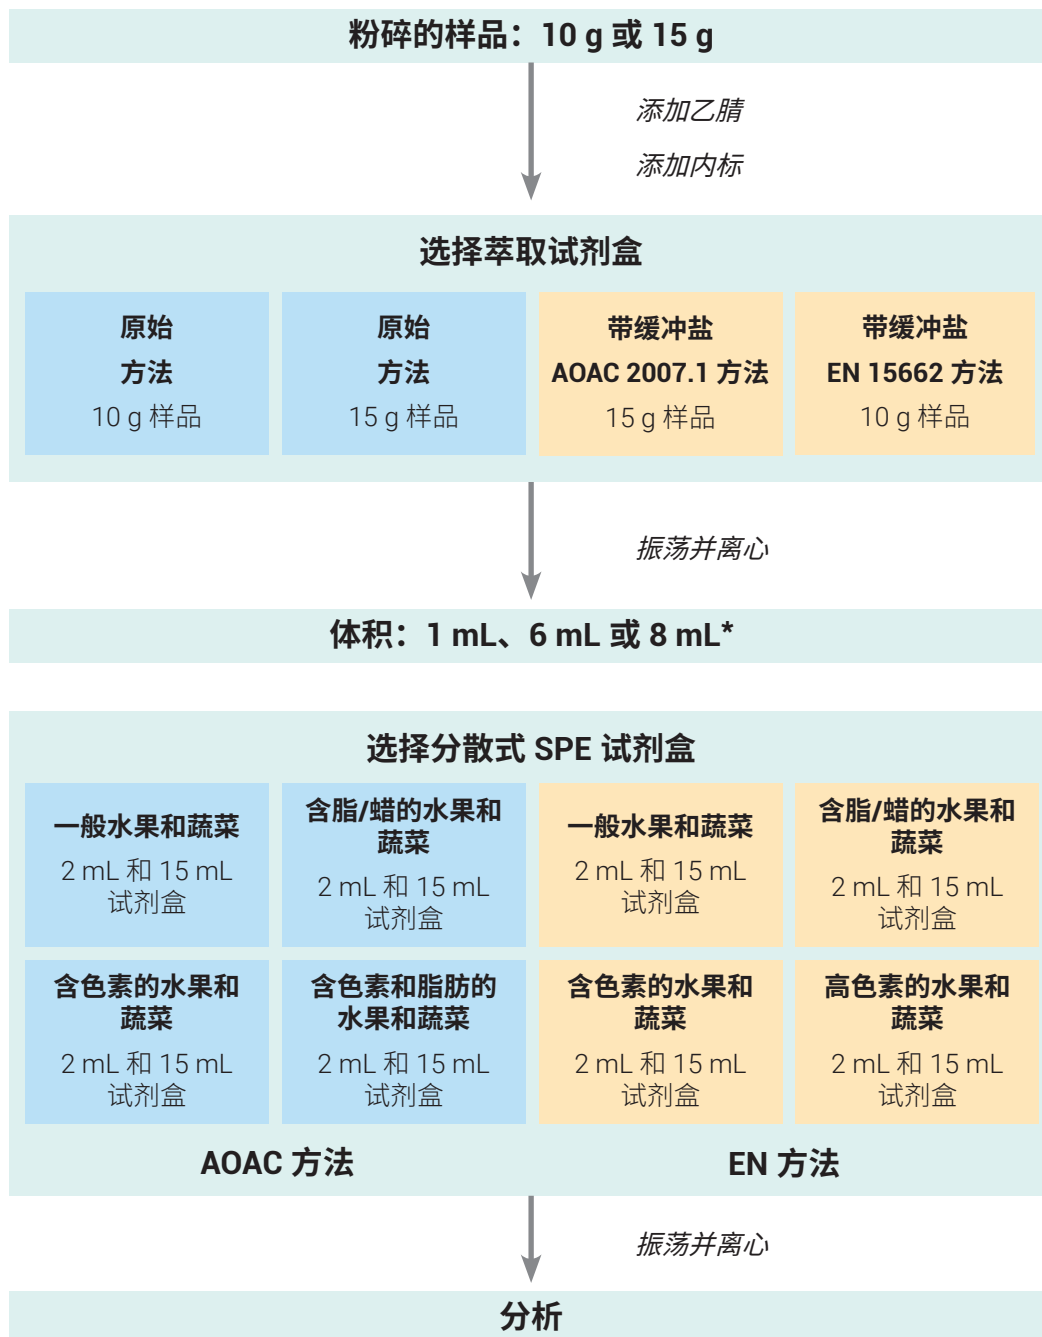 粉碎的样品：10 g 或 15 g
添加乙腈
添加内标
选择萃取试剂盒
原始
方法
10 g 样品
原始
方法
15 g 样品
带缓冲盐
AOAC 2007.1 方法
15 g 样品
带缓冲盐
EN 15662 方法
10 g 样品
振荡并离心
体积：1 mL、6 mL 或 8 mL*
选择分散式 SPE 试剂盒
一般水果和蔬菜
2 mL 和 15 mL
试剂盒
含脂/蜡的水果和
蔬菜
2 mL 和 15 mL
试剂盒
一般水果和蔬菜
2 mL 和 15 mL
试剂盒
含脂/蜡的水果和
蔬菜
2 mL 和 15 mL
试剂盒
含色素的水果和
蔬菜
2 mL 和 15 mL
试剂盒
含色素和脂肪的
水果和蔬菜
2 mL 和 15 mL
试剂盒
含色素的水果和
蔬菜
2 mL 和 15 mL
试剂盒
高色素的水果和
蔬菜
2 mL 和 15 mL
试剂盒
AOAC 方法
EN 方法
振荡并离心
分析